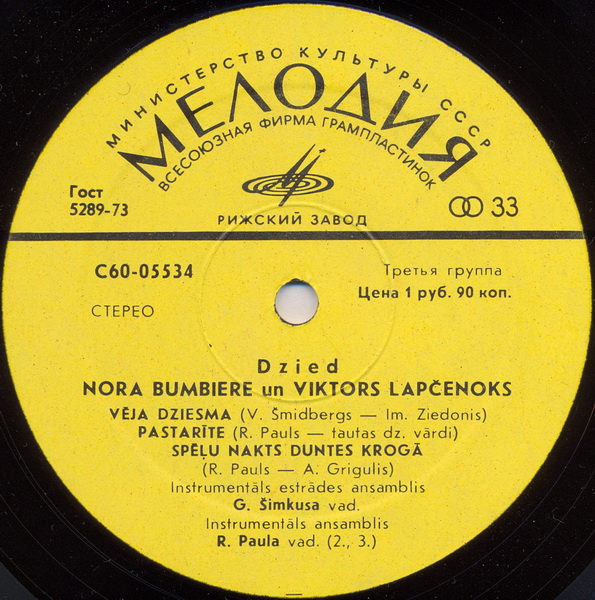 МИНИСТЕРСТВО КУЛЬТУРЫ СССР
МЕЛОДИЯ
ВСЕСОЮЗНАЯ ФИРМА ГРАМПЛАСТИНОК
Гост
5289-73
33
РИЖСКИЙ ЗАВОД
С60-05534
Третья группа
Цена 1 руб. 90 коп.
СТЕРЕО
Dzied
NORA BUMBIERE un VIKTORS LAPČENOKS
VĒJA DZIESMA (V. Šmidbergs — Im. Ziedonis)
PASTARĪTE (R. Pauls — tautas dz. vārdi)
SPĒĻU NAKTS DUNTES KROGĀ
(R. Pauls — A. Grigulis)
Instrumentāls estrādes ansamblis
G. Šimkusa vad.
Instrumentāls ansamblis
R. Paula vad. (2., 3.)